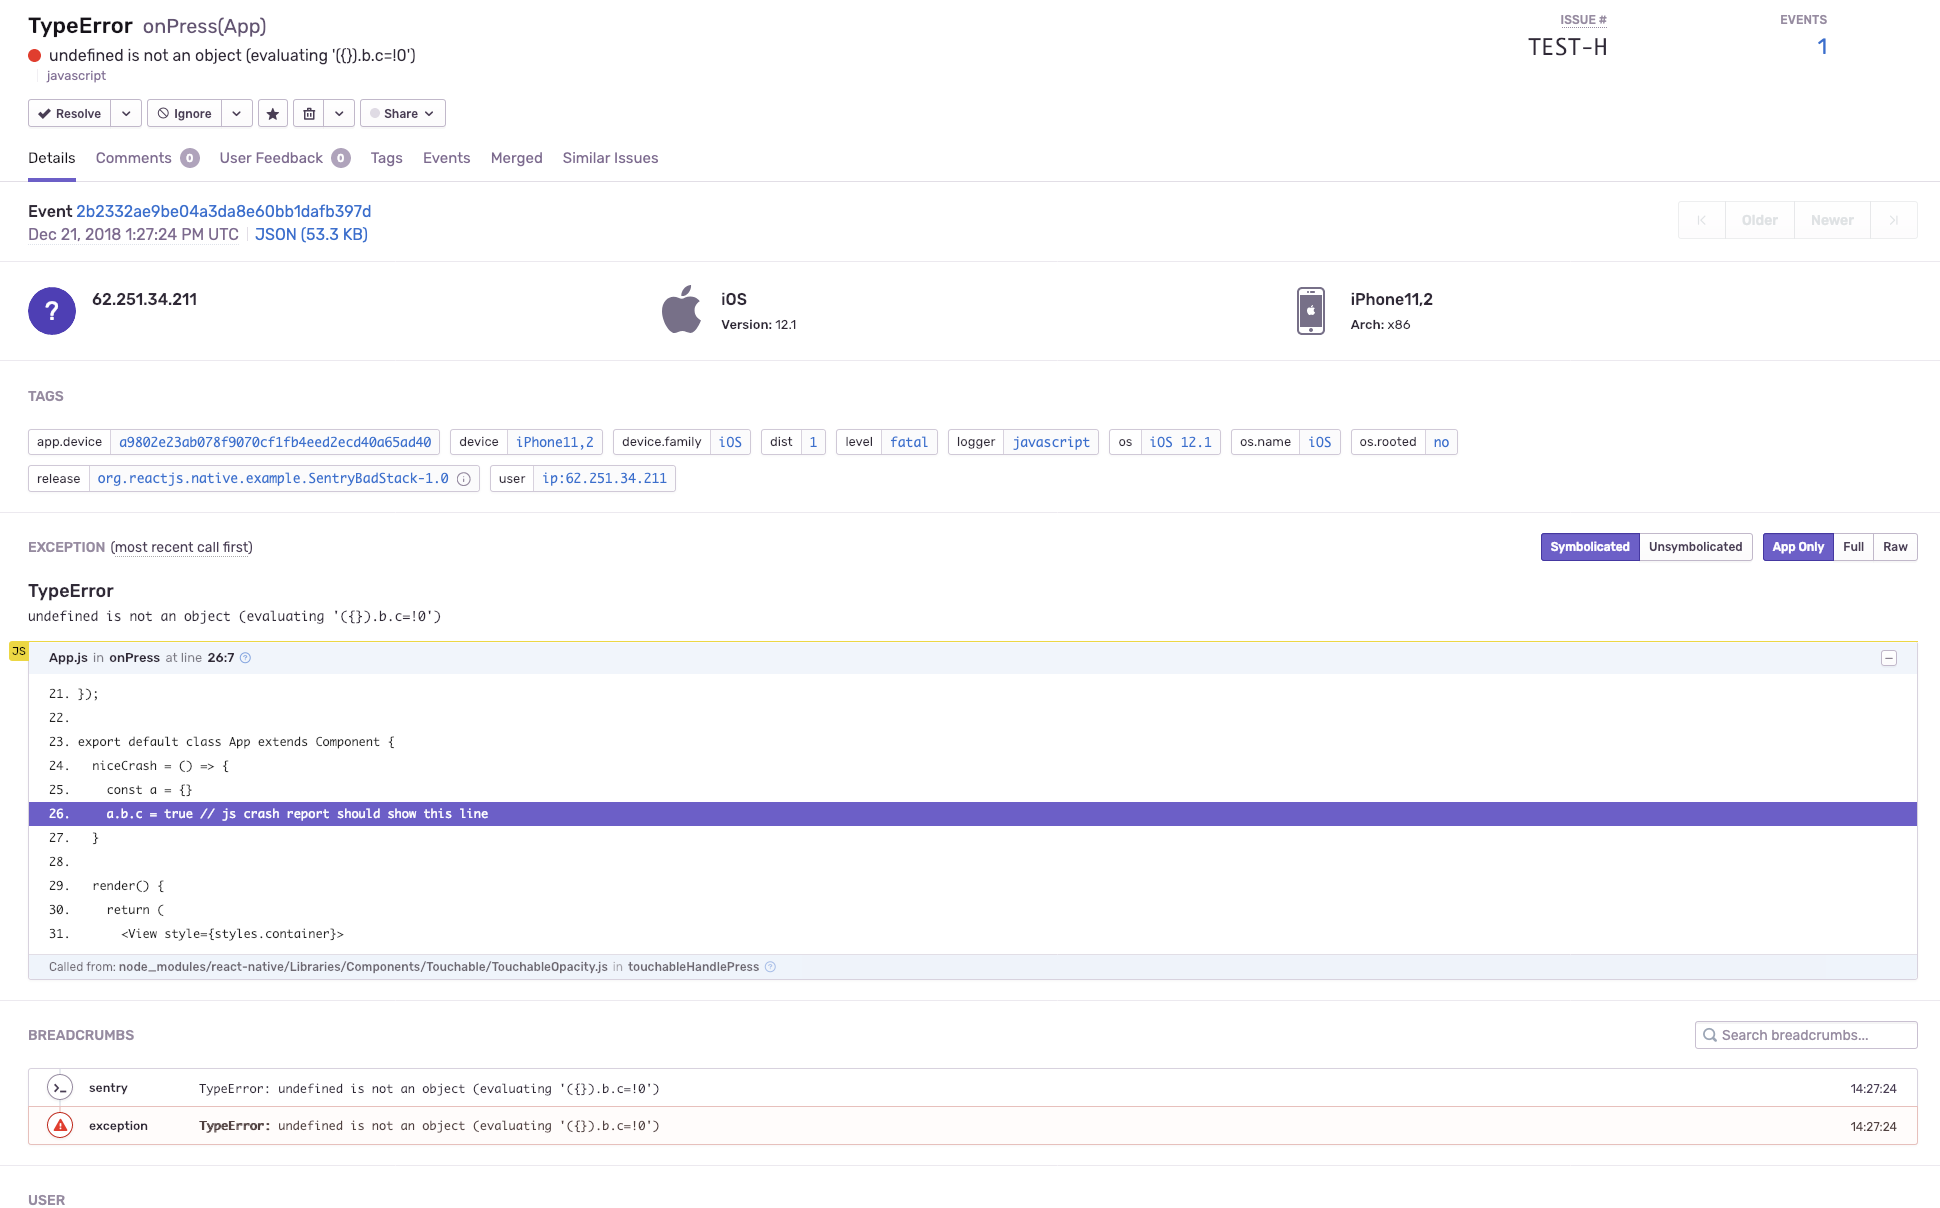 TypeError onPress(App)
ISSUE #
EVENTS
undefined is not an object (evaluating '({}).b.c=!0')
TEST-H
1
javascript
Resolve
Ignore
Share
Details
Comments 0
User Feedback 0
Tags
Events
Merged
Similar Issues
Event 2b2332ae9be04a3da8e60bb1dafb397d
Dec 21, 2018 1:27:24 PM UTC
JSON (53.3 KB)
Older
Newer
?
62.251.34.211
iOS
Version: 12.1
iPhone11,2
Arch: x86
TAGS
app.device a9802e23ab078f9070cf1fb4eed2ecd40a65ad40 device iPhone11,2 device.family iOS dist 1 level fatal logger javascript os iOS 12.1 os.name iOS os.rooted no
release org.reactjs.native.example.SentryBadStack-1.0 user ip:62.251.34.211
EXCEPTION (most recent call first)
Symbolicated Unsymbolicated App Only Full Raw
TypeError
undefined is not an object (evaluating '({}).b.c=!0')
JS
App.js in onPress at line 26:7 ?
21. });
22.
23. export default class App extends Component {
24.   niceCrash = () => {
25.     const a = {}
26.     a.b.c = true // js crash report should show this line
27.   }
28.
29.   render() {
30.     return (
31.       <View style={styles.container}>
Called from: node_modules/react-native/Libraries/Components/Touchable/TouchableOpacity.js in touchableHandlePress ?
BREADCRUMBS
Search breadcrumbs...
sentry TypeError: undefined is not an object (evaluating '({}).b.c=!0') 14:27:24
exception TypeError: undefined is not an object (evaluating '({}).b.c=!0') 14:27:24
USER